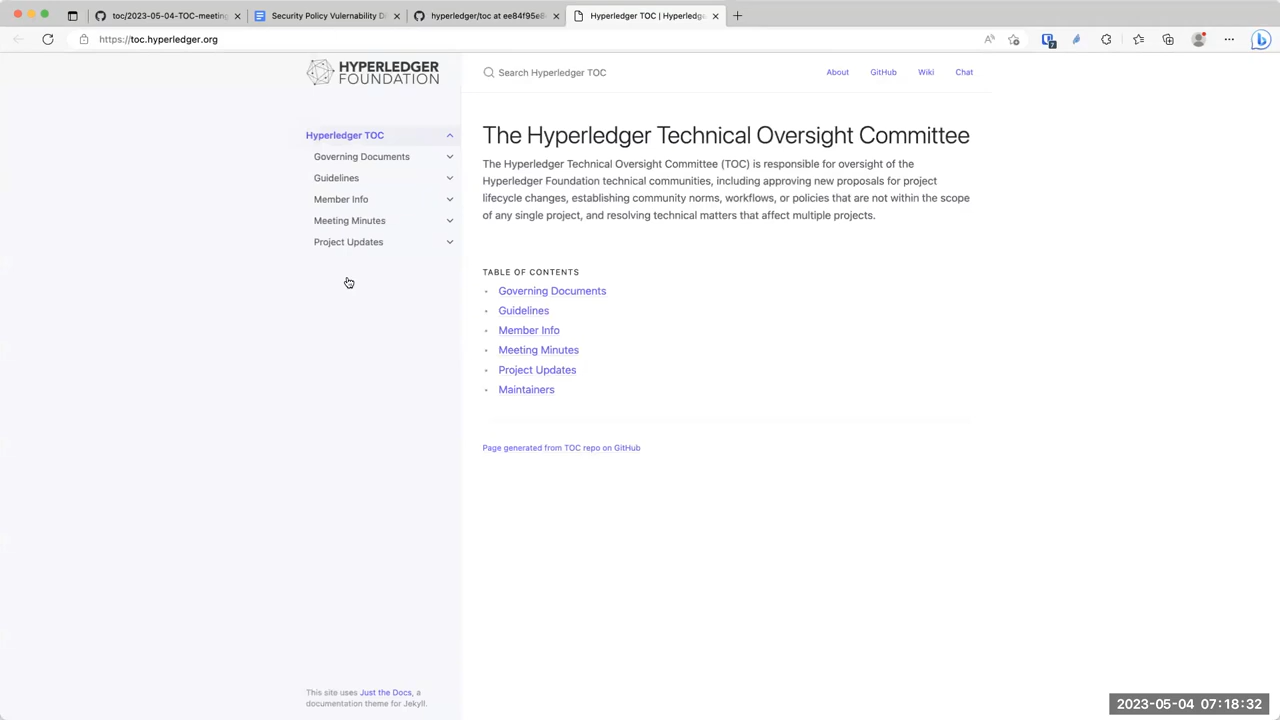 toc/2023-05-04-TOC-meeting
Security Policy Vulnerability D
hyperledger/toc at ee84f95e8
Hyperledger TOC | Hyperledge
https://toc.hyperledger.org
7
HYPERLEDGER
FOUNDATION
Search Hyperledger TOC
About
GitHub
Wiki
Chat
Hyperledger TOC
Governing Documents
Guidelines
Member Info
Meeting Minutes
Project Updates
The Hyperledger Technical Oversight Committee
The Hyperledger Technical Oversight Committee (TOC) is responsible for oversight of the
Hyperledger Foundation technical communities, including approving new proposals for project
lifecycle changes, establishing community norms, workflows, or policies that are not within the scope
of any single project, and resolving technical matters that affect multiple projects.
TABLE OF CONTENTS
Governing Documents
Guidelines
Member Info
Meeting Minutes
Project Updates
Maintainers
Page generated from TOC repo on GitHub
This site uses Just the Docs, a
documentation theme for Jekyll.
2023-05-04 07:18:32